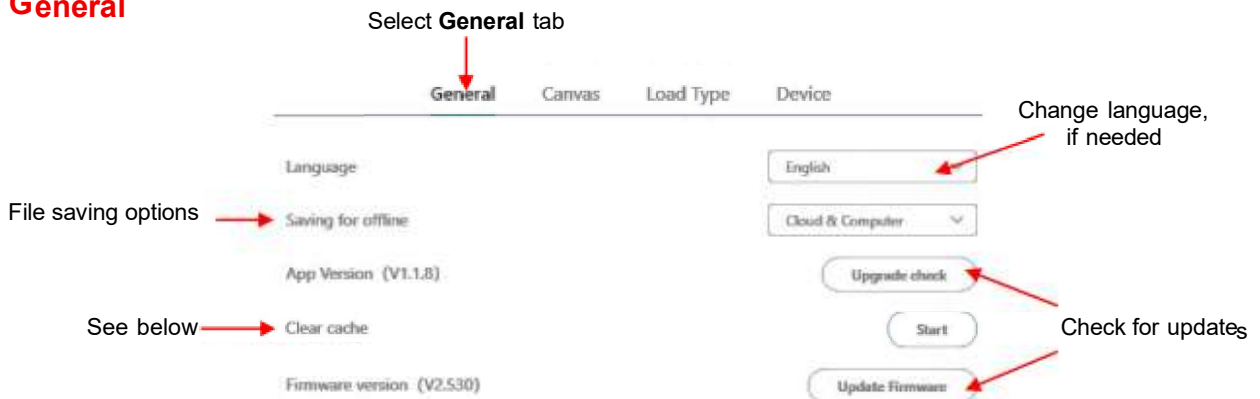 General
Select General tab
General Canvas Load Type Device
Change language,
if needed
Language English
File saving options Saving for offline Cloud & Computer
App Version (V1.1.8) Upgrade check
See below Clear cache Start Check for updates
Firmware version (V2.530) Update Firmware